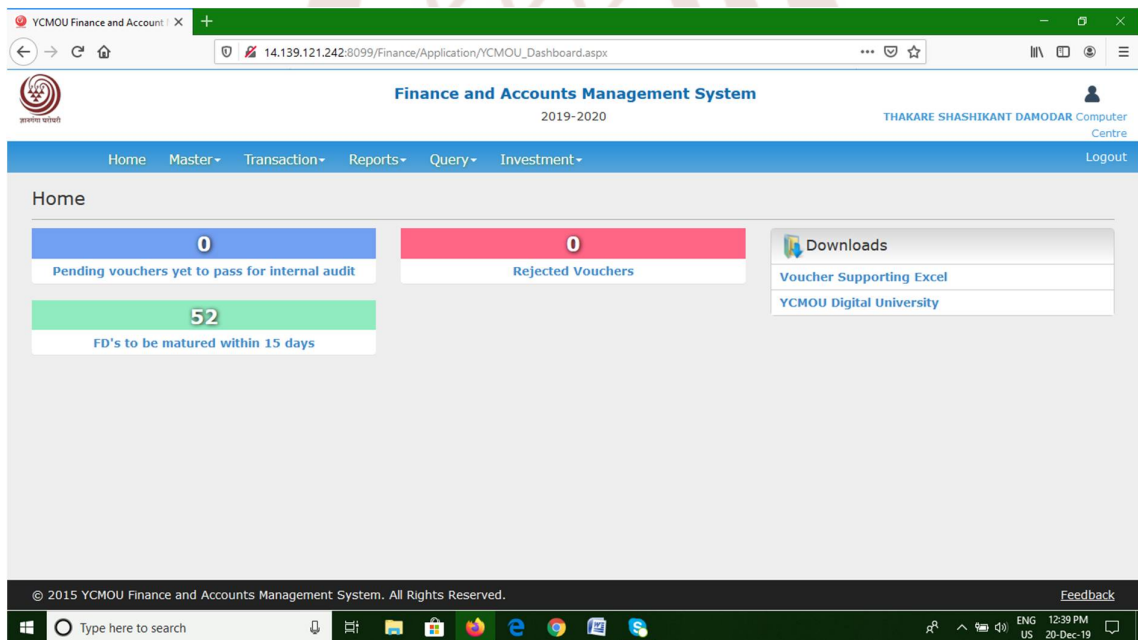 YCMOU Finance and Account
14.139.121.242:8099/Finance/Application/YCMOU_Dashboard.aspx
ज्ञानगंगा घरोघरी
Finance and Accounts Management System
2019-2020
THAKARE SHASHIKANT DAMODAR Computer
Centre
Home Master Transaction Reports Query Investment
Logout
Home
0
Pending vouchers yet to pass for internal audit
0
Rejected Vouchers
52
FD's to be matured within 15 days
Downloads
Voucher Supporting Excel
YCMOU Digital University
© 2015 YCMOU Finance and Accounts Management System. All Rights Reserved.
Feedback
Type here to search
ENG 12:39 PM
US 20-Dec-19